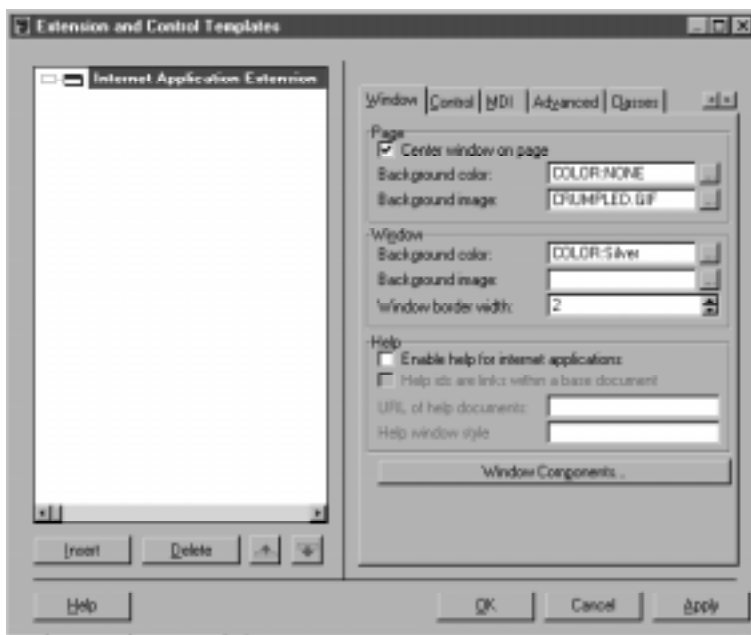 Extension and Control Templates
Internet Application Extension
Window Control MDI Advanced Classes
Page
Center window on page
Background color: COLOR:NONE ...
Background image: CRUMPLED.GIF ...
Window
Background color: COLOR:Silver ...
Background image: ...
Window border width: 2
Help
Enable help for internet applications
Help ids are links within a base document
URL of help documents:
Help window style
Window Components...
Insert Delete
Help OK Cancel Apply